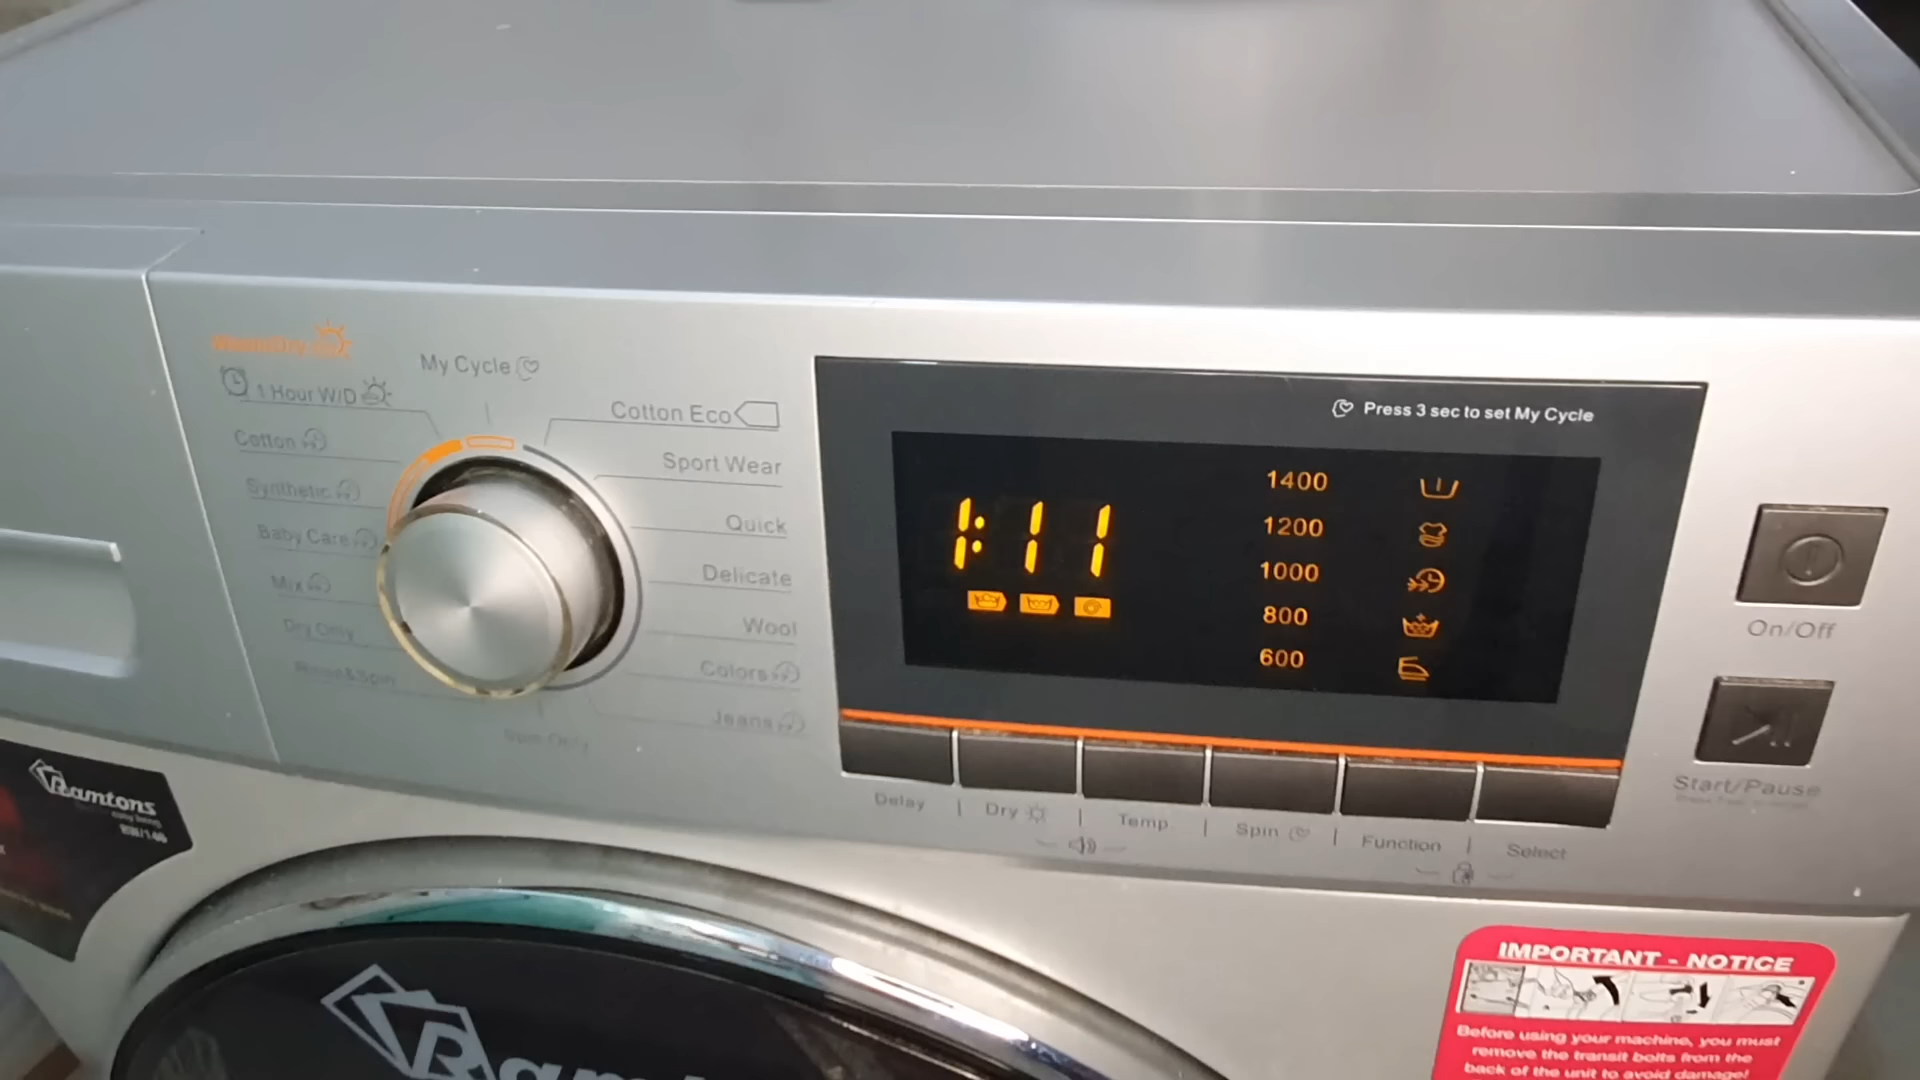 My Cycle
1 Hour W/D
Cotton
Synthetic
Baby Care
Mix
Dry Only
Rinse&Spin
Spin Only
Cotton Eco
Sport Wear
Quick
Delicate
Wool
Colors
Jeans
Press 3 sec to set My Cycle
1:11
1400
1200
1000
800
600
On/Off
Start/Pause
Delay | Dry | Temp | Spin | Function | Select
Ramtons
RW/146
IMPORTANT - NOTICE
Before using your machine, you must
remove the transit bolts from the
back of the unit to avoid damage!